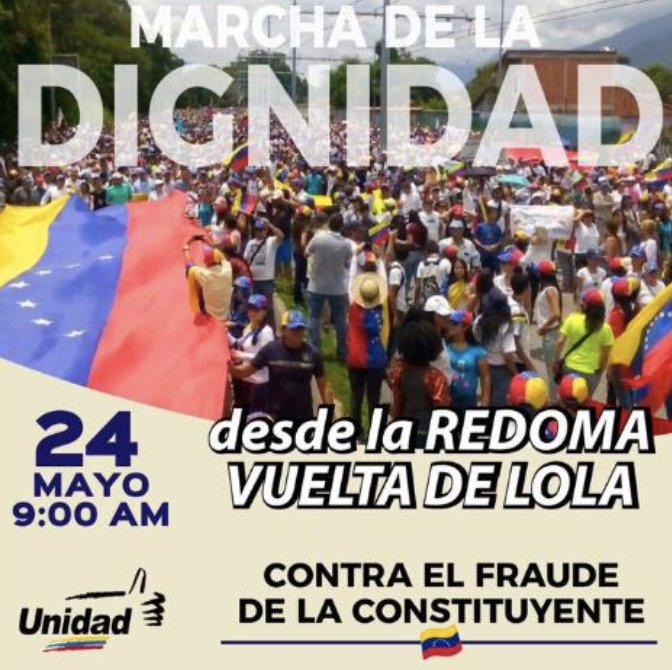 MARCHA DE LA
DIGNIDAD
24
MAYO
9:00 AM
desde la REDOMA
VUELTA DE LOLA
Unidad
CONTRA EL FRAUDE
DE LA CONSTITUYENTE